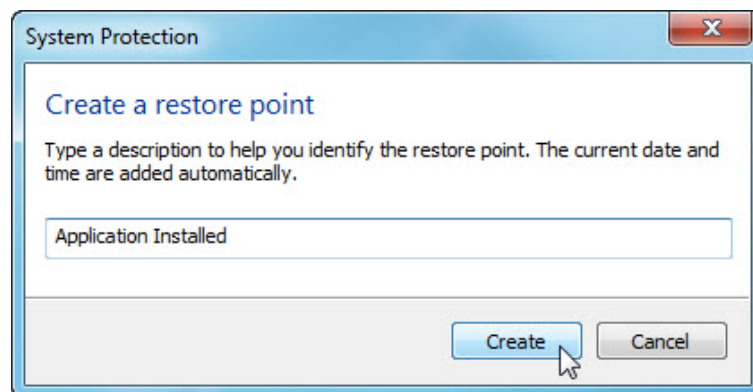 System Protection
Create a restore point
Type a description to help you identify the restore point. The current date and
time are added automatically.
Application Installed
Create
Cancel